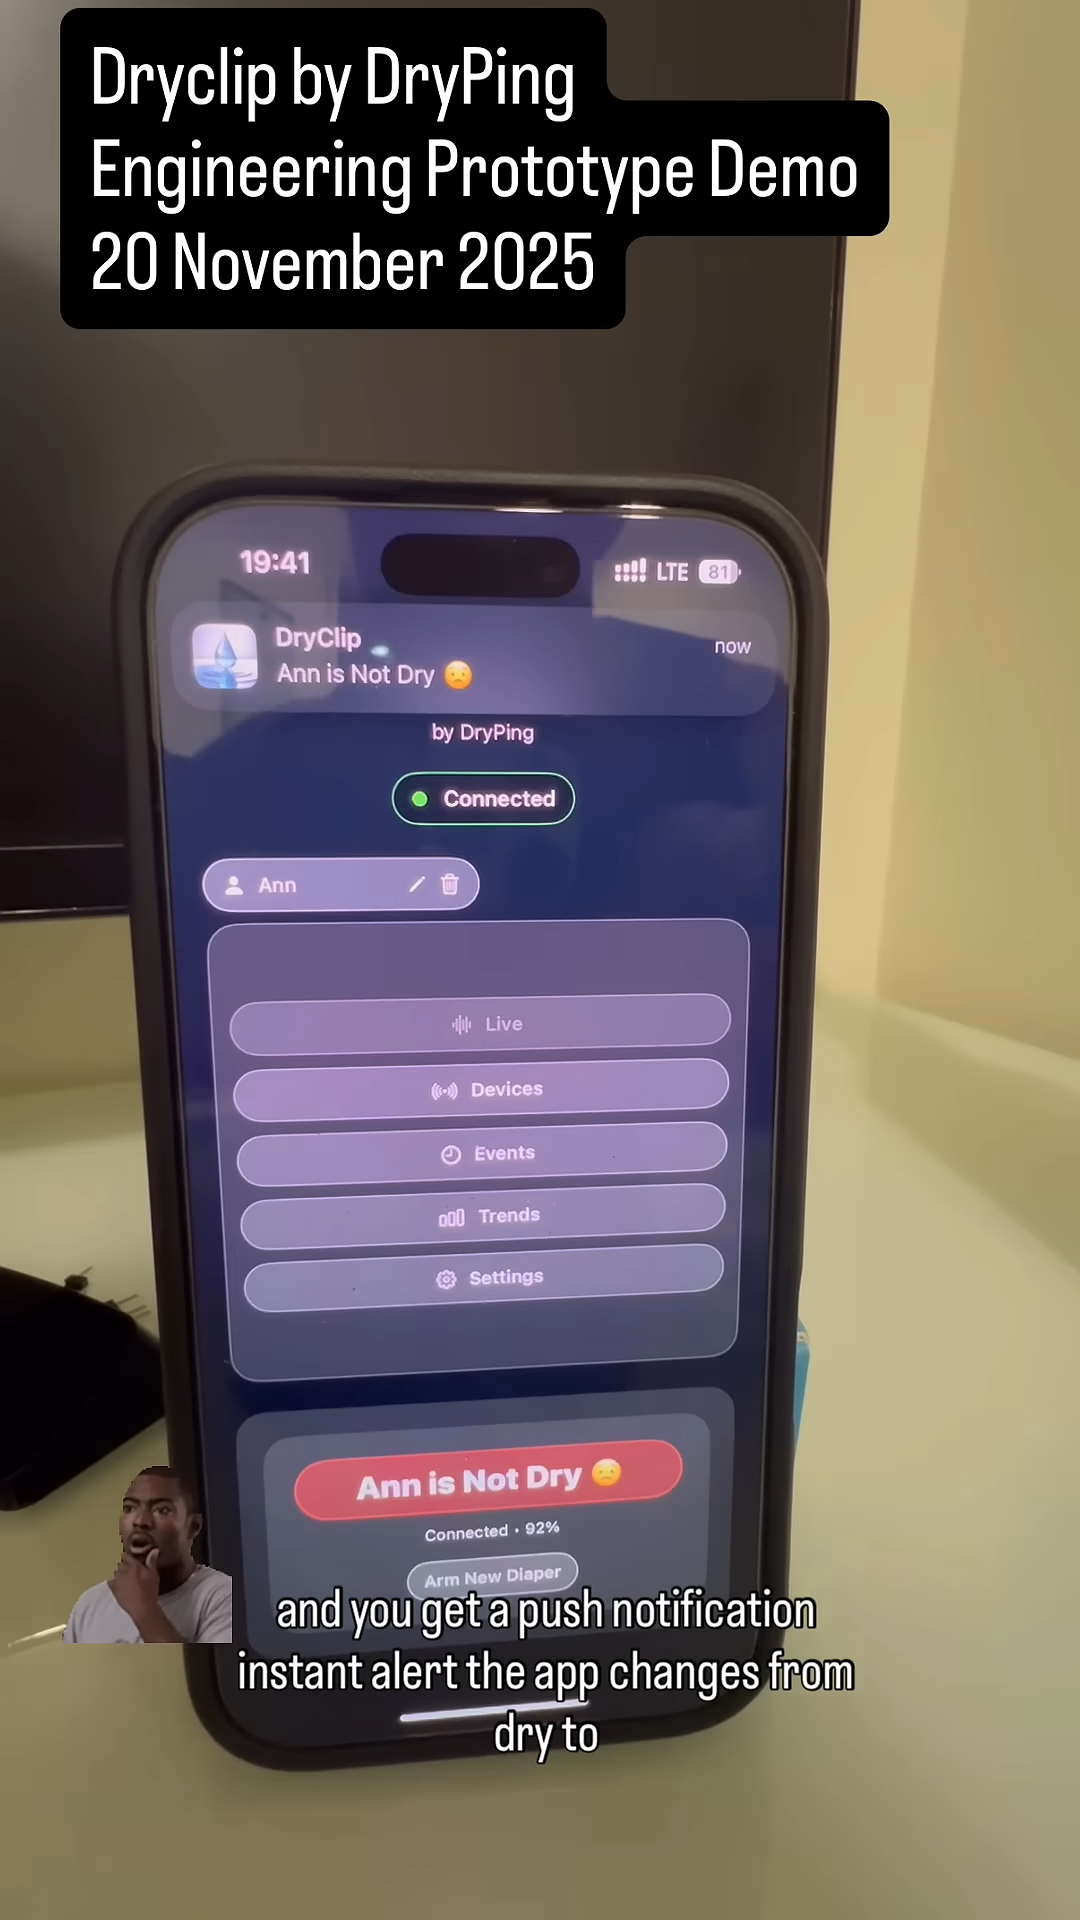 Dryclip by DryPing
Engineering Prototype Demo
20 November 2025
19:41
LTE 81
DryClip
now
Ann is Not Dry ☹️
by DryPing
Connected
Ann
Live
Devices
Events
Trends
Settings
Ann is Not Dry ☹️
Connected • 92%
Arm New Diaper
and you get a push notification
instant alert the app changes from
dry to